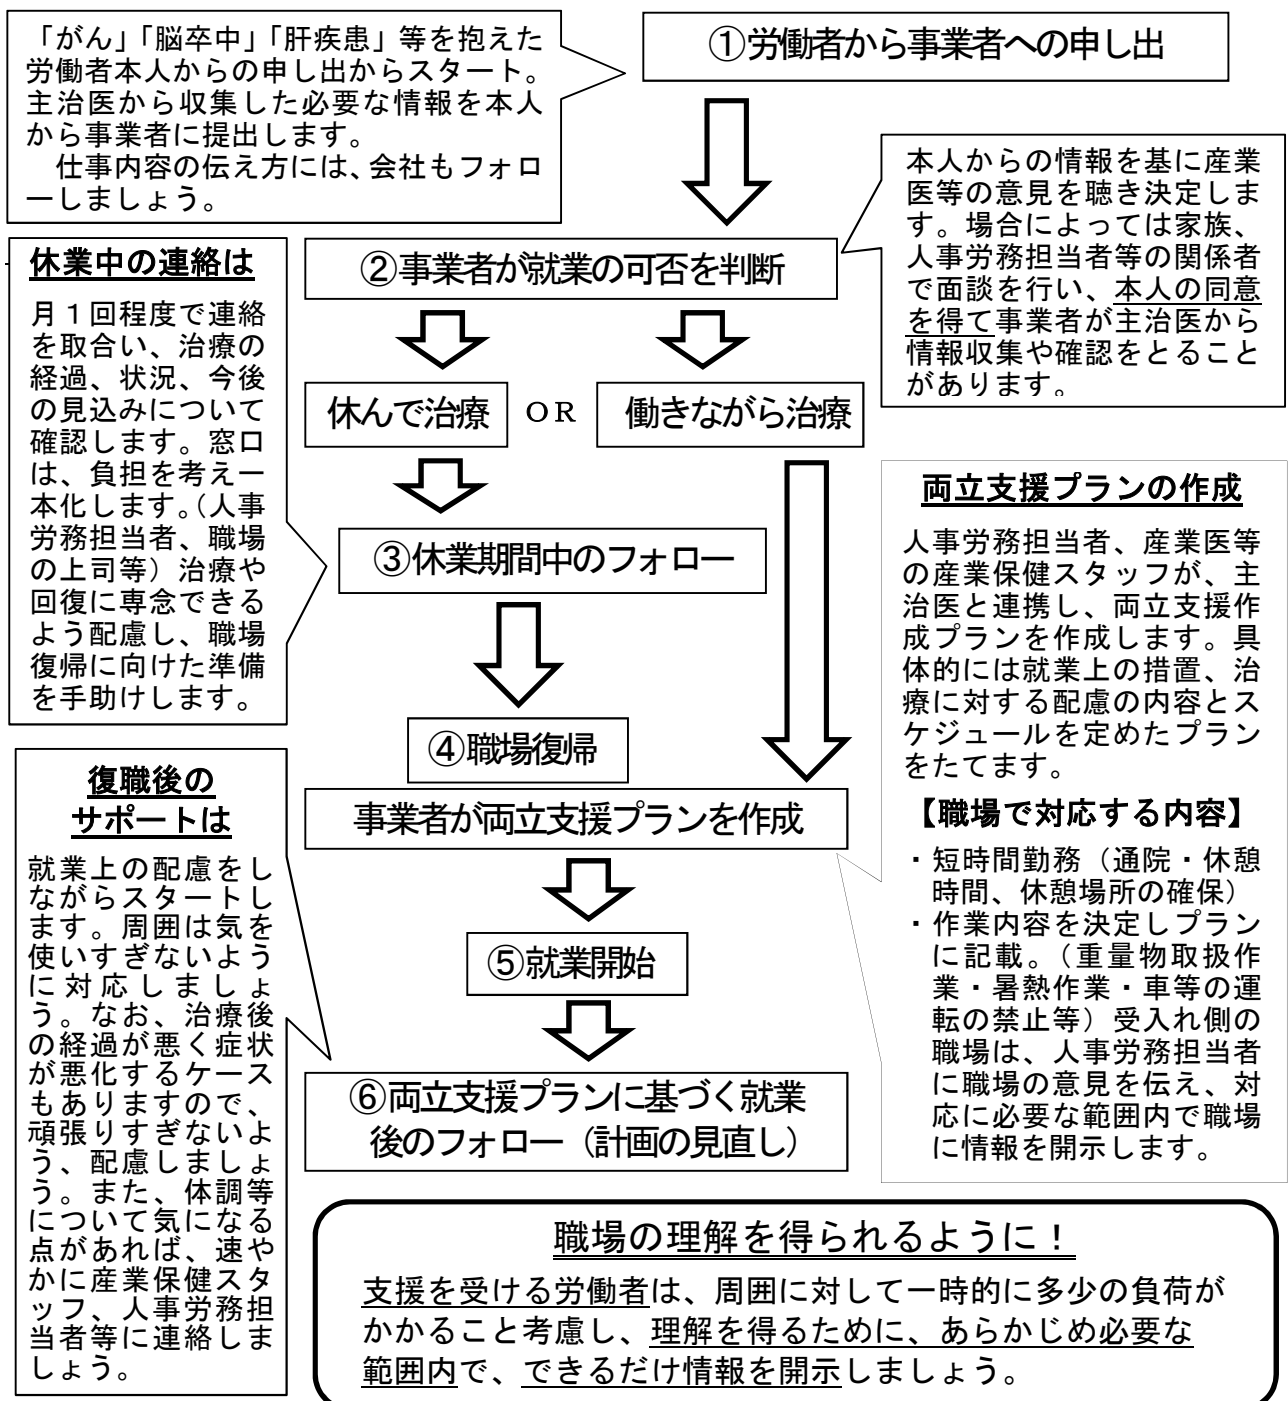 「がん」「脳卒中」「肝疾患」等を抱えた
労働者本人からの申し出からスタート。
主治医から収集した必要な情報を本人
から事業者に提出します。
　仕事内容の伝え方には、会社もフォロ
ーしましょう。
①労働者から事業者への申し出
本人からの情報を基に産業
医等の意見を聴き決定しま
す。場合によっては家族、
人事労務担当者等の関係者
で面談を行い、本人の同意
を得て事業者が主治医から
情報収集や確認をとること
があります。
②事業者が就業の可否を判断
休んで治療
ＯＲ
働きながら治療
休業中の連絡は
月１回程度で連絡
を取合い、治療の
経過、状況、今後
の見込みについて
確認します。窓口
は、負担を考え一
本化します。（人事
労務担当者、職場
の上司等）治療や
回復に専念できる
よう配慮し、職場
復帰に向けた準備
を手助けします。
③休業期間中のフォロー
④職場復帰
事業者が両立支援プランを作成
両立支援プランの作成
人事労務担当者、産業医等
の産業保健スタッフが、主
治医と連携し、両立支援作
成プランを作成します。具
体的には就業上の措置、治
療に対する配慮の内容とス
ケジュールを定めたプラン
をたてます。
【職場で対応する内容】
・短時間勤務（通院・休憩
時間、休憩場所の確保）
・作業内容を決定しプラン
に記載。（重量物取扱作
業・暑熱作業・車等の運
転の禁止等）受入れ側の
職場は、人事労務担当者
に職場の意見を伝え、対
応に必要な範囲内で職場
に情報を開示します。
⑤就業開始
⑥両立支援プランに基づく就業
後のフォロー（計画の見直し）
復職後の
サポートは
就業上の配慮をし
ながらスタートし
ます。周囲は気を
使いすぎないよう
に対応しましょ
う。なお、治療後
の経過が悪く症状
が悪化するケース
もありますので、
頑張りすぎないよ
う、配慮しましょ
う。また、体調等
について気になる
点があれば、速や
かに産業保健スタ
ッフ、人事労務担
当者等に連絡しま
しょう。
職場の理解を得られるように！
支援を受ける労働者は、周囲に対して一時的に多少の負荷が
かかること考慮し、理解を得るために、あらかじめ必要な
範囲内で、できるだけ情報を開示しましょう。